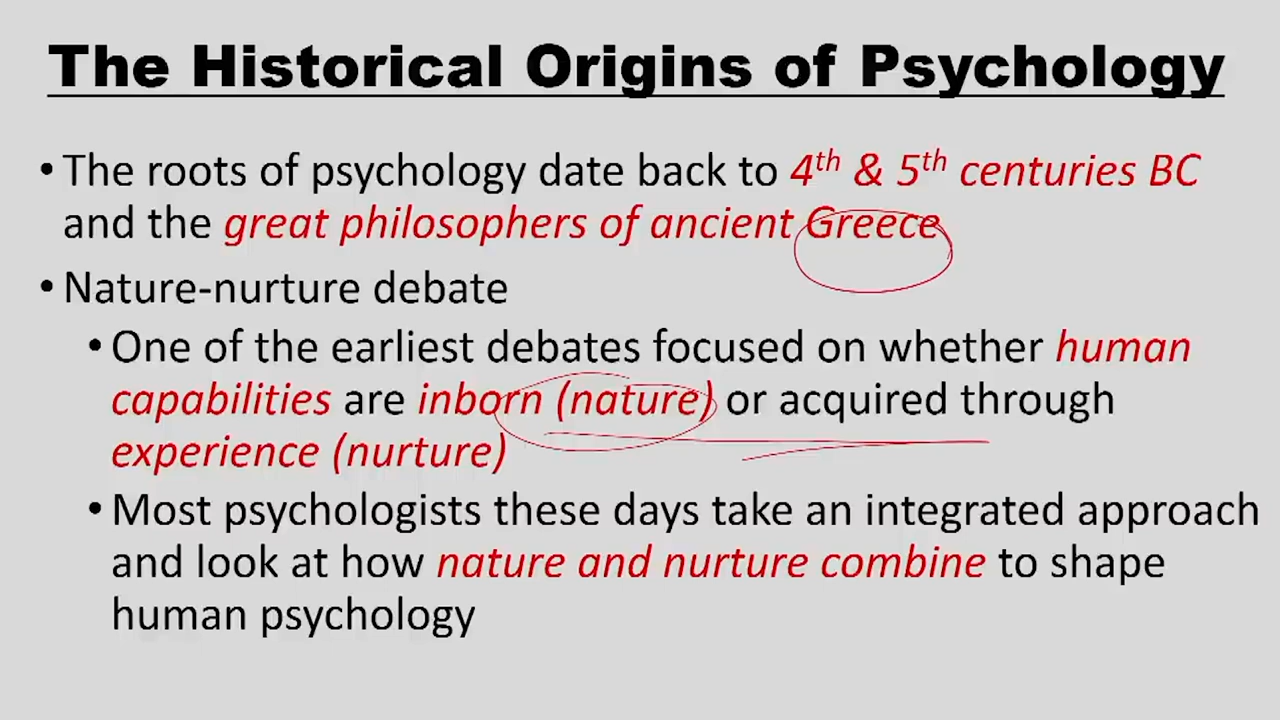 The Historical Origins of Psychology
• The roots of psychology date back to 4th & 5th centuries BC
and the great philosophers of ancient Greece
• Nature-nurture debate
• One of the earliest debates focused on whether human
capabilities are inborn (nature) or acquired through
experience (nurture)
• Most psychologists these days take an integrated approach
and look at how nature and nurture combine to shape
human psychology